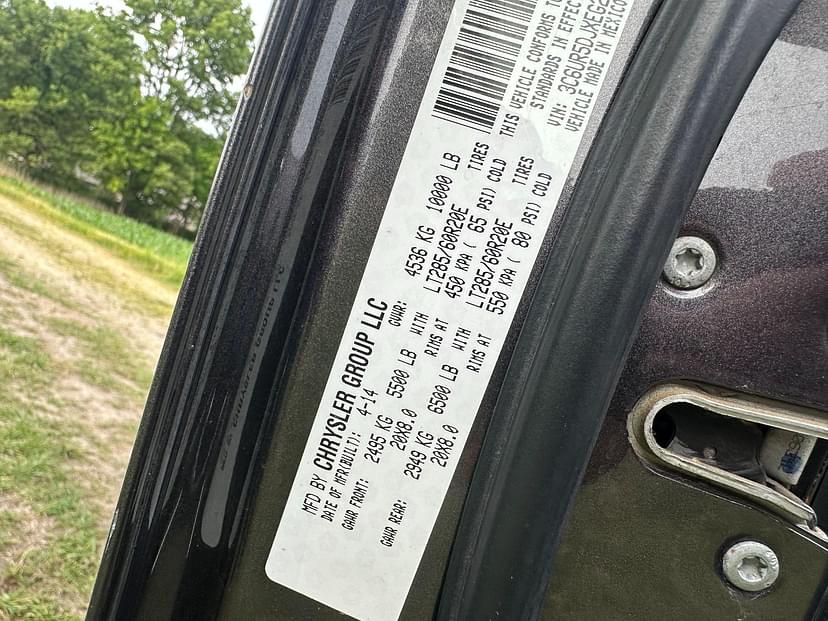 MFD BY CHRYSLER GROUP LLC
DATE OF MFR(BUILT): 4-14 GVWR: 4536 KG 10000 LB
GAWR FRONT: 2495 KG 5500 LB WITH LT285/60R20E TIRES
20X8.0 RIMS AT 450 KPA ( 65 PSI) COLD
GAWR REAR: 2949 KG 6500 LB WITH LT285/60R20E TIRES
20X8.0 RIMS AT 550 KPA ( 80 PSI) COLD
THIS VEHICLE CONFORMS TO
STANDARDS IN EFFECT
VIN: 3C6UR5DJXEG
VEHICLE MADE IN MEXICO